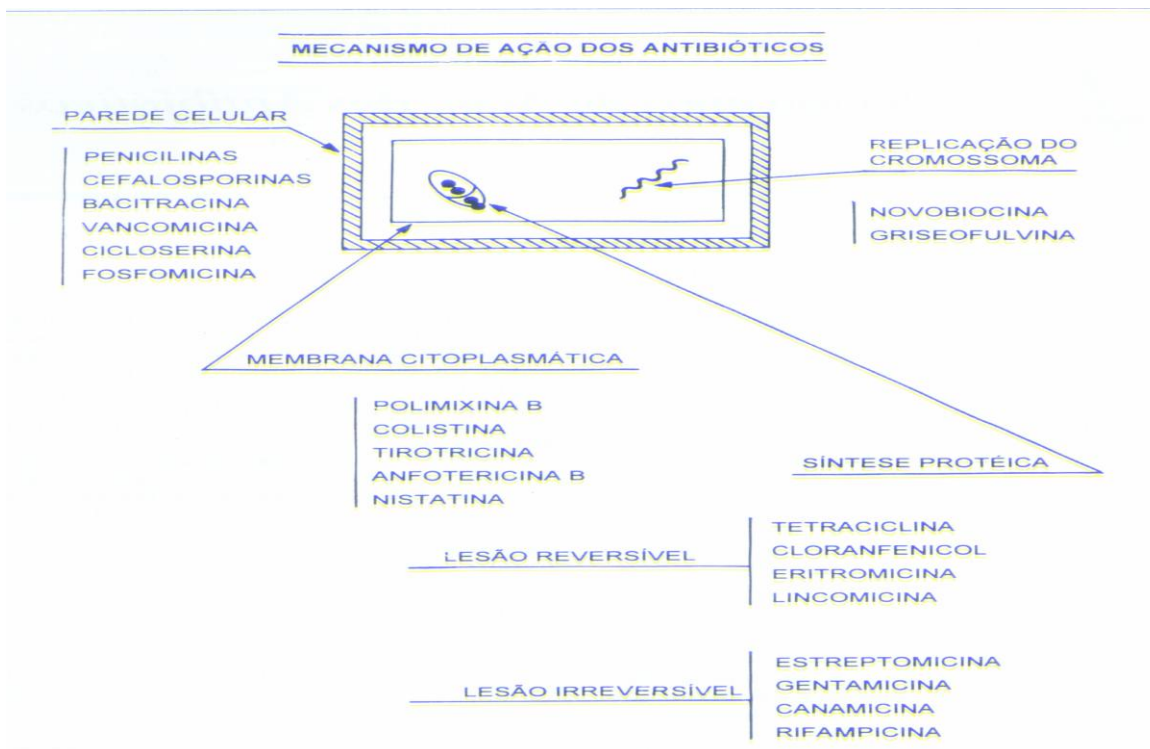 MECANISMO DE AÇÃO DOS ANTIBIÓTICOS
PAREDE CELULAR
PENICILINAS
CEFALOSPORINAS
BACITRACINA
VANCOMICINA
CICLOSERINA
FOSFOMICINA
REPLICAÇÃO DO
CROMOSSOMA
NOVOBIOCINA
GRISEOFULVINA
MEMBRANA CITOPLASMÁTICA
POLIMIXINA B
COLISTINA
TIROTRICINA
ANFOTERICINA B
NISTATINA
SÍNTESE PROTÉICA
LESÃO REVERSÍVEL
TETRACICLINA
CLORANFENICOL
ERITROMICINA
LINCOMICINA
LESÃO IRREVERSÍVEL
ESTREPTOMICINA
GENTAMICINA
CANAMICINA
RIFAMPICINA